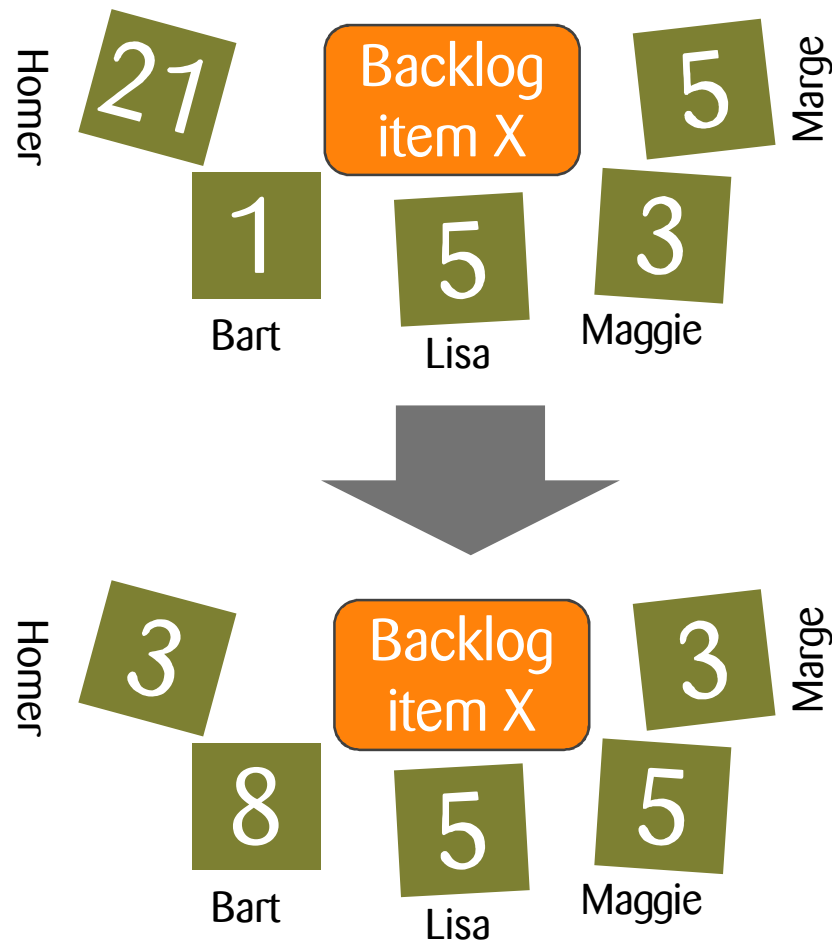 Homer
21
Backlog
item X
5
Marge
1
5
3
Bart
Lisa
Maggie
Homer
3
Backlog
item X
3
Marge
8
5
5
Bart
Lisa
Maggie